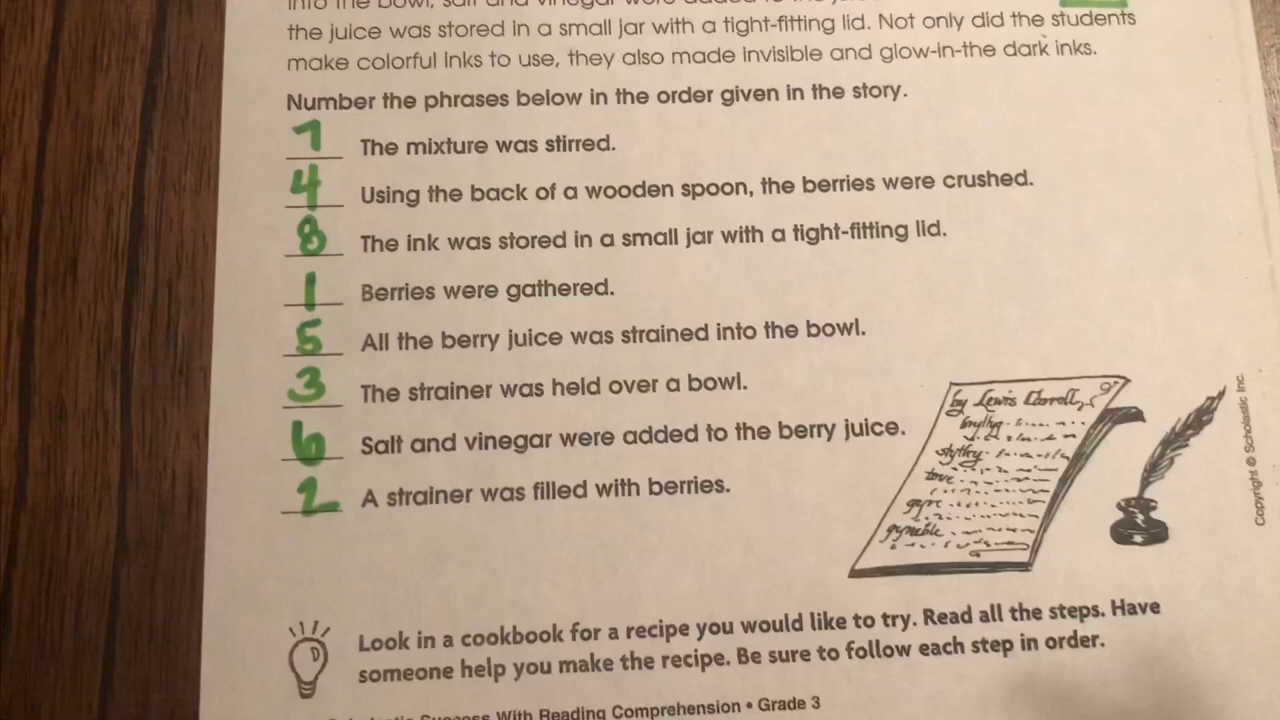 the juice was stored in a small jar with a tight-fitting lid. Not only did the students
make colorful inks to use, they also made invisible and glow-in-the dark inks.
Number the phrases below in the order given in the story.
7 The mixture was stirred.
4 Using the back of a wooden spoon, the berries were crushed.
8 The ink was stored in a small jar with a tight-fitting lid.
1 Berries were gathered.
5 All the berry juice was strained into the bowl.
3 The strainer was held over a bowl.
6 Salt and vinegar were added to the berry juice.
2 A strainer was filled with berries.
by Lewis
Look in a cookbook for a recipe you would like to try. Read all the steps. Have
someone help you make the recipe. Be sure to follow each step in order.
With Reading Comprehension • Grade 3
Copyright © Scholastic Inc.